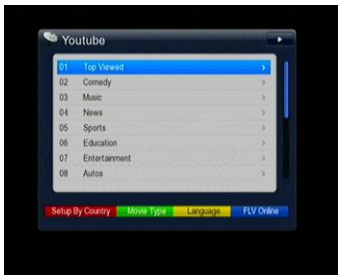 Youtube
01 Top Viewed
02 Comedy
03 Music
04 News
05 Sports
06 Education
07 Entertainment
08 Autos
Setup By Country Movie Type Language FLV Online